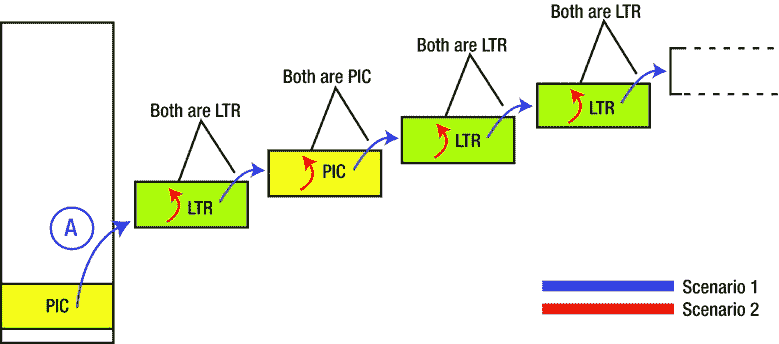 Both are LTR
Both are LTR
Both are PIC
Both are LTR
LTR
LTR
PIC
LTR
A
PIC
Scenario 1
Scenario 2